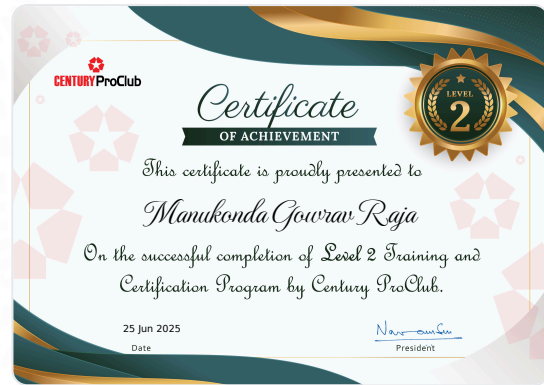 CENTURY ProClub
LEVEL
2
Certificate
OF ACHIEVEMENT
This certificate is proudly presented to
Manukonda Gowrav Raja
On the successful completion of Level 2 Training and
Certification Program by Century ProClub.
25 Jun 2025
Date
President